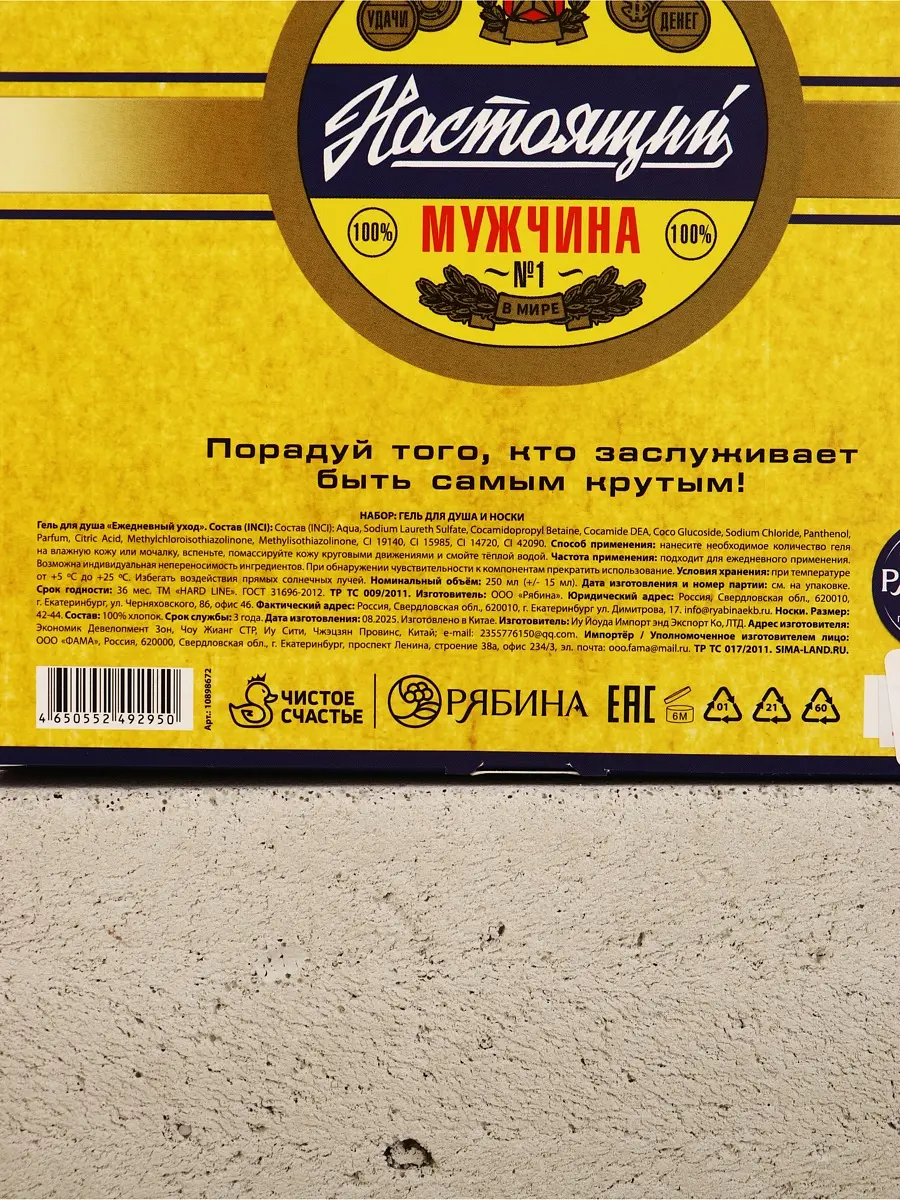 УДАЧИ
ДЕНЕГ
Настоящий
100%
МУЖЧИНА
100%
№1
В МИРЕ
Порадуй того, кто заслуживает
быть самым крутым!
НАБОР: ГЕЛЬ ДЛЯ ДУША И НОСКИ
Гель для душа «Ежедневный уход». Состав (INCI): Состав (INCI): Aqua, Sodium Laureth Sulfate, Cocamidopropyl Betaine, Cocamide DEA, Coco Glucoside, Sodium Chloride, Panthenol,
Parfum, Citric Acid, Methylchloroisothiazolinone, Methylisothiazolinone, CI 19140, CI 15985, CI 14720, CI 42090. Способ применения: нанесите необходимое количество геля
на влажную кожу или мочалку, вспеньте, помассируйте кожу круговыми движениями и смойте тёплой водой. Частота применения: подходит для ежедневного применения.
Возможна индивидуальная непереносимость ингредиентов. При обнаружении чувствительности к компонентам прекратить использование. Условия хранения: при температуре
от +5 ºC до +25 ºC. Избегать воздействия прямых солнечных лучей. Номинальный объём: 250 мл (+/- 15 мл). Дата изготовления и номер партии: см. на упаковке.
Срок годности: 36 мес. ТМ «HARD LINE». ГОСТ 31696-2012. ТР ТС 009/2011. Изготовитель: ООО «Рябина». Юридический адрес: Россия, Свердловская обл., 620010,
г. Екатеринбург, ул. Черняховского, 86, офис 46. Фактический адрес: Россия, Свердловская обл., 620010, г. Екатеринбург ул. Димитрова, 17. info@ryabinaekb.ru. Носки. Размер:
42-44. Состав: 100% хлопок. Срок службы: 3 года. Дата изготовления: 08.2025. Изготовлено в Китае. Изготовитель: Иу Йоуда Импорт энд Экспорт Ко, ЛТД. Адрес изготовителя:
Экономик Девелопмент Зон, Чоу Жианг СТР, Иу Сити, Чжэцзян Провинс, Китай; e-mail: 2355776150@qq.com. Импортёр / Уполномоченное изготовителем лицо:
ООО «ФАМА», Россия, 620000, Свердловская обл., г. Екатеринбург, проспект Ленина, строение 38а, офис 234/3, эл. почта: ooo.fama@mail.ru. ТР ТС 017/2011. SIMA-LAND.RU.
4 650552 492950
Арт.: 10898672
ЧИСТОЕ
СЧАСТЬЕ
РЯБИНА
EAC
6M
01
21
60